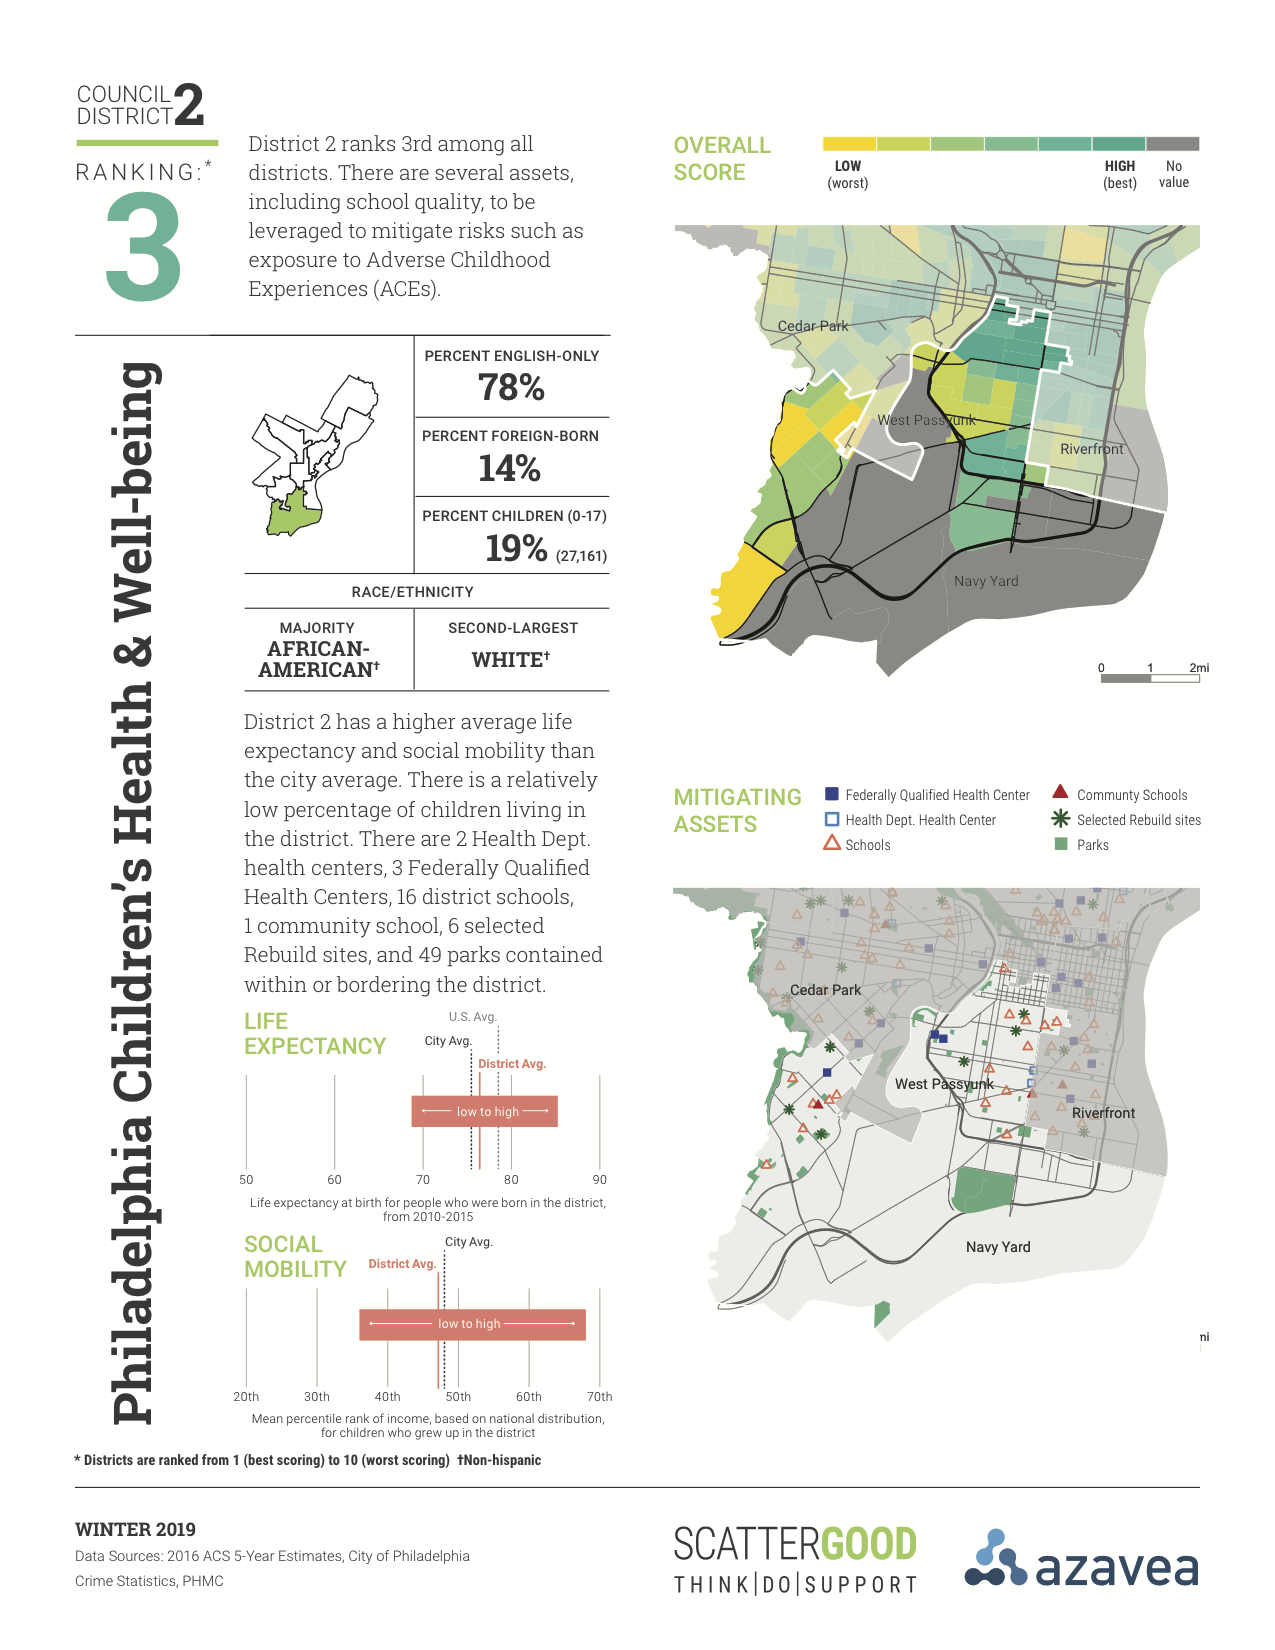 COUNCIL
DISTRICT 2
RANKING:*
3
District 2 ranks 3rd among all
districts. There are several assets,
including school quality, to be
leveraged to mitigate risks such as
exposure to Adverse Childhood
Experiences (ACEs).
Philadelphia Children's Health & Well-being
PERCENT ENGLISH-ONLY
78%
PERCENT FOREIGN-BORN
14%
PERCENT CHILDREN (0-17)
19% (27,161)
RACE/ETHNICITY
MAJORITY
AFRICAN-
AMERICAN†
SECOND-LARGEST
WHITE†
District 2 has a higher average life
expectancy and social mobility than
the city average. There is a relatively
low percentage of children living in
the district. There are 2 Health Dept.
health centers, 3 Federally Qualified
Health Centers, 16 district schools,
1 community school, 6 selected
Rebuild sites, and 49 parks contained
within or bordering the district.
LIFE
EXPECTANCY
U.S. Avg.
City Avg.
District Avg.
low to high
50 60 70 80 90
Life expectancy at birth for people who were born in the district,
from 2010-2015
SOCIAL
MOBILITY
City Avg.
District Avg.
low to high
20th 30th 40th 50th 60th 70th
Mean percentile rank of income, based on national distribution,
for children who grew up in the district
* Districts are ranked from 1 (best scoring) to 10 (worst scoring) †Non-hispanic
OVERALL
SCORE
LOW
(worst)
HIGH
(best)
No
value
Cedar Park
West Passyunk
Riverfront
Navy Yard
0 1 2mi
MITIGATING
ASSETS
Federally Qualified Health Center
Health Dept. Health Center
Schools
Communty Schools
Selected Rebuild sites
Parks
Cedar Park
West Passyunk
Riverfront
Navy Yard
mi
WINTER 2019
Data Sources: 2016 ACS 5-Year Estimates, City of Philadelphia
Crime Statistics, PHMC
SCATTERGOOD
THINK|DO|SUPPORT
azavea